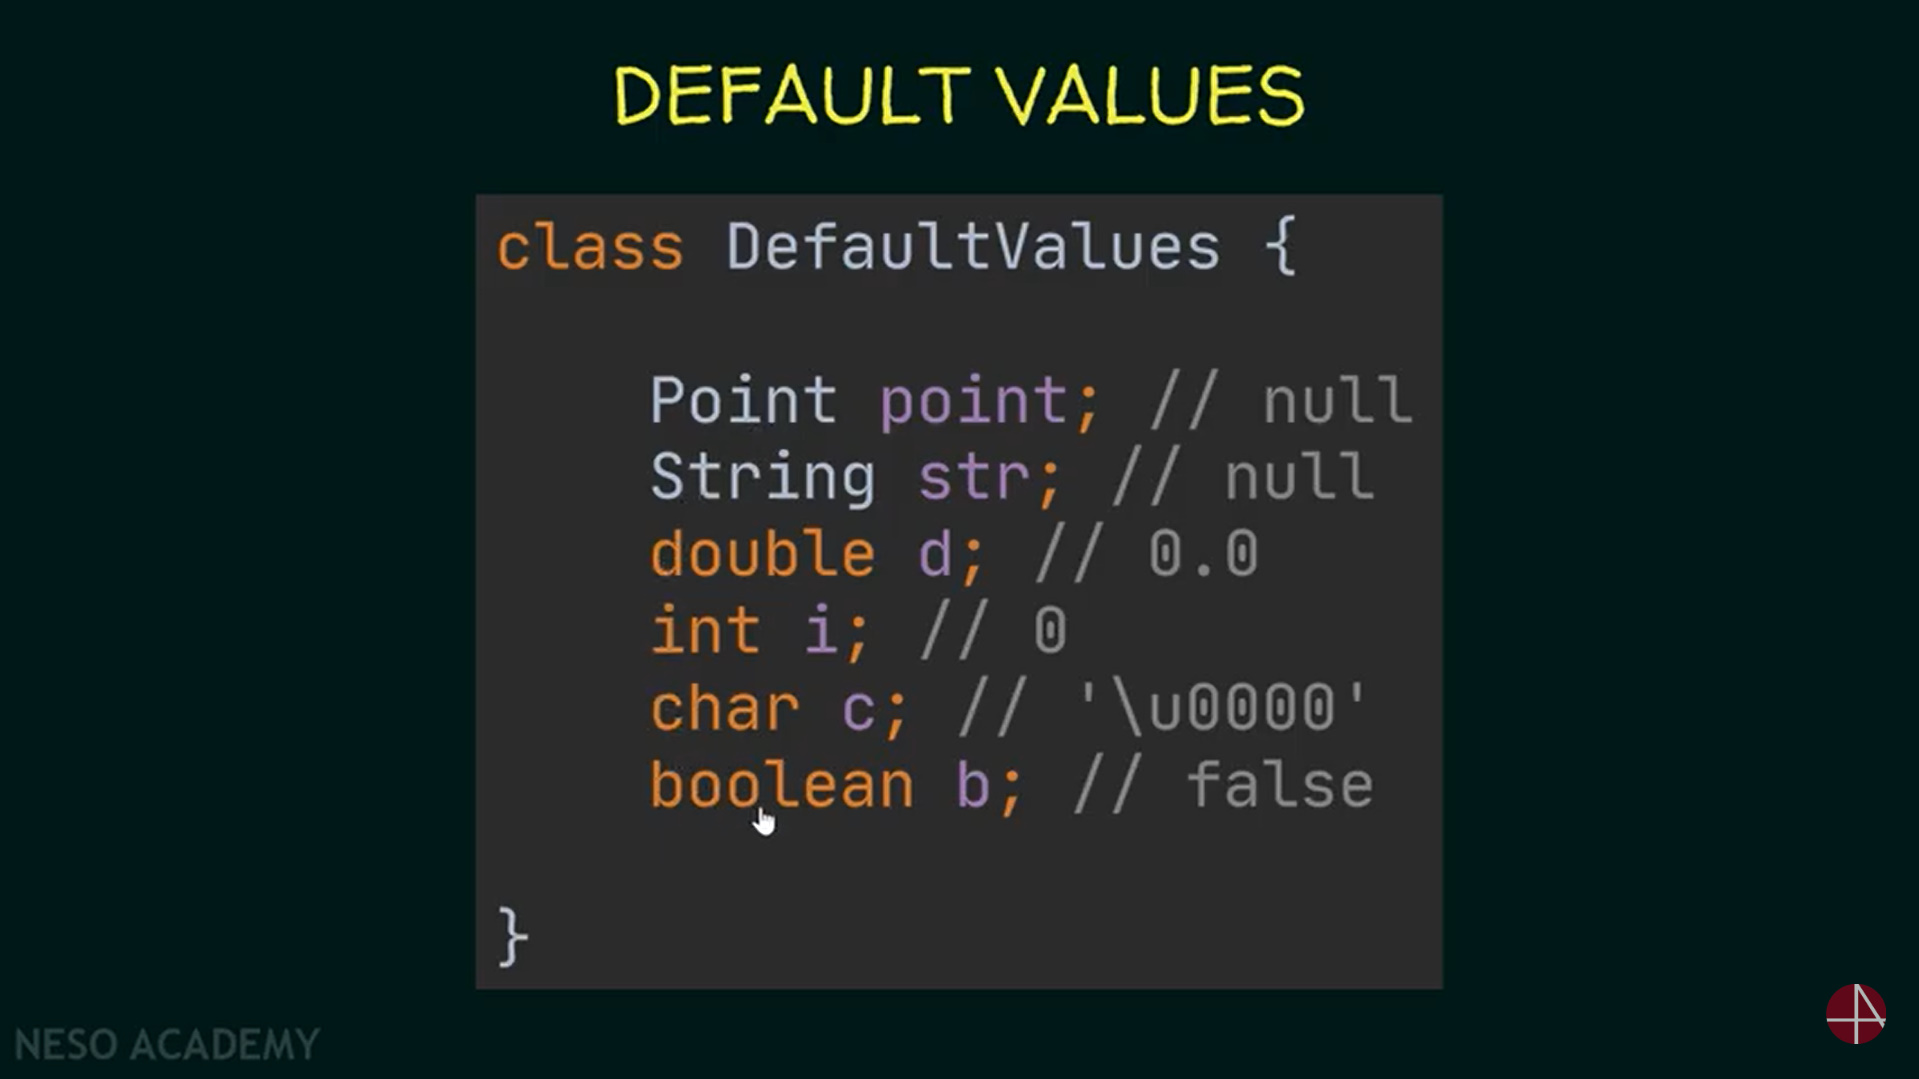 DEFAULT VALUES
class DefaultValues {
Point point; // null
String str; // null
double d; // 0.0
int i; // 0
char c; // '\u0000'
boolean b; // false
}
NESO ACADEMY